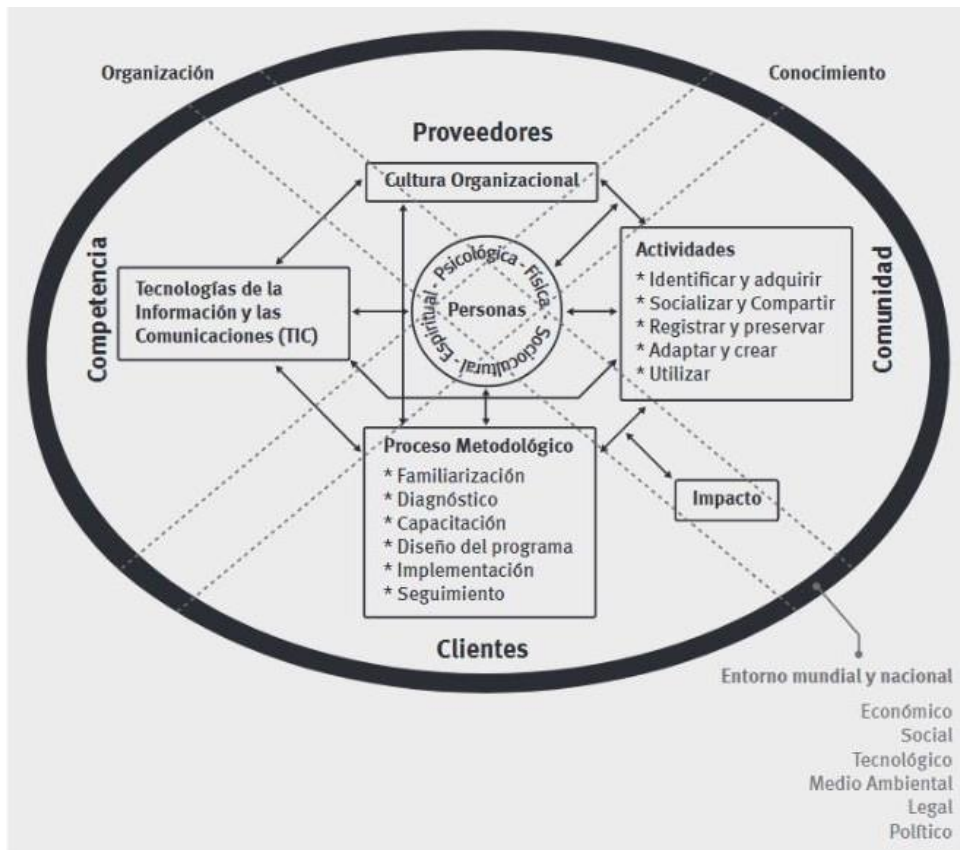 Organización
Conocimiento
Proveedores
Cultura Organizacional
Competencia
Tecnologías de la
Información y las
Comunicaciones (TIC)
Espiritual - Psicológica - Física
Personas
Sociocultural
Actividades
* Identificar y adquirir
* Socializar y Compartir
* Registrar y preservar
* Adaptar y crear
* Utilizar
Comunidad
Proceso Metodológico
* Familiarización
* Diagnóstico
* Capacitación
* Diseño del programa
* Implementación
* Seguimiento
Impacto
Clientes
Entorno mundial y nacional
Económico
Social
Tecnológico
Medio Ambiental
Legal
Político